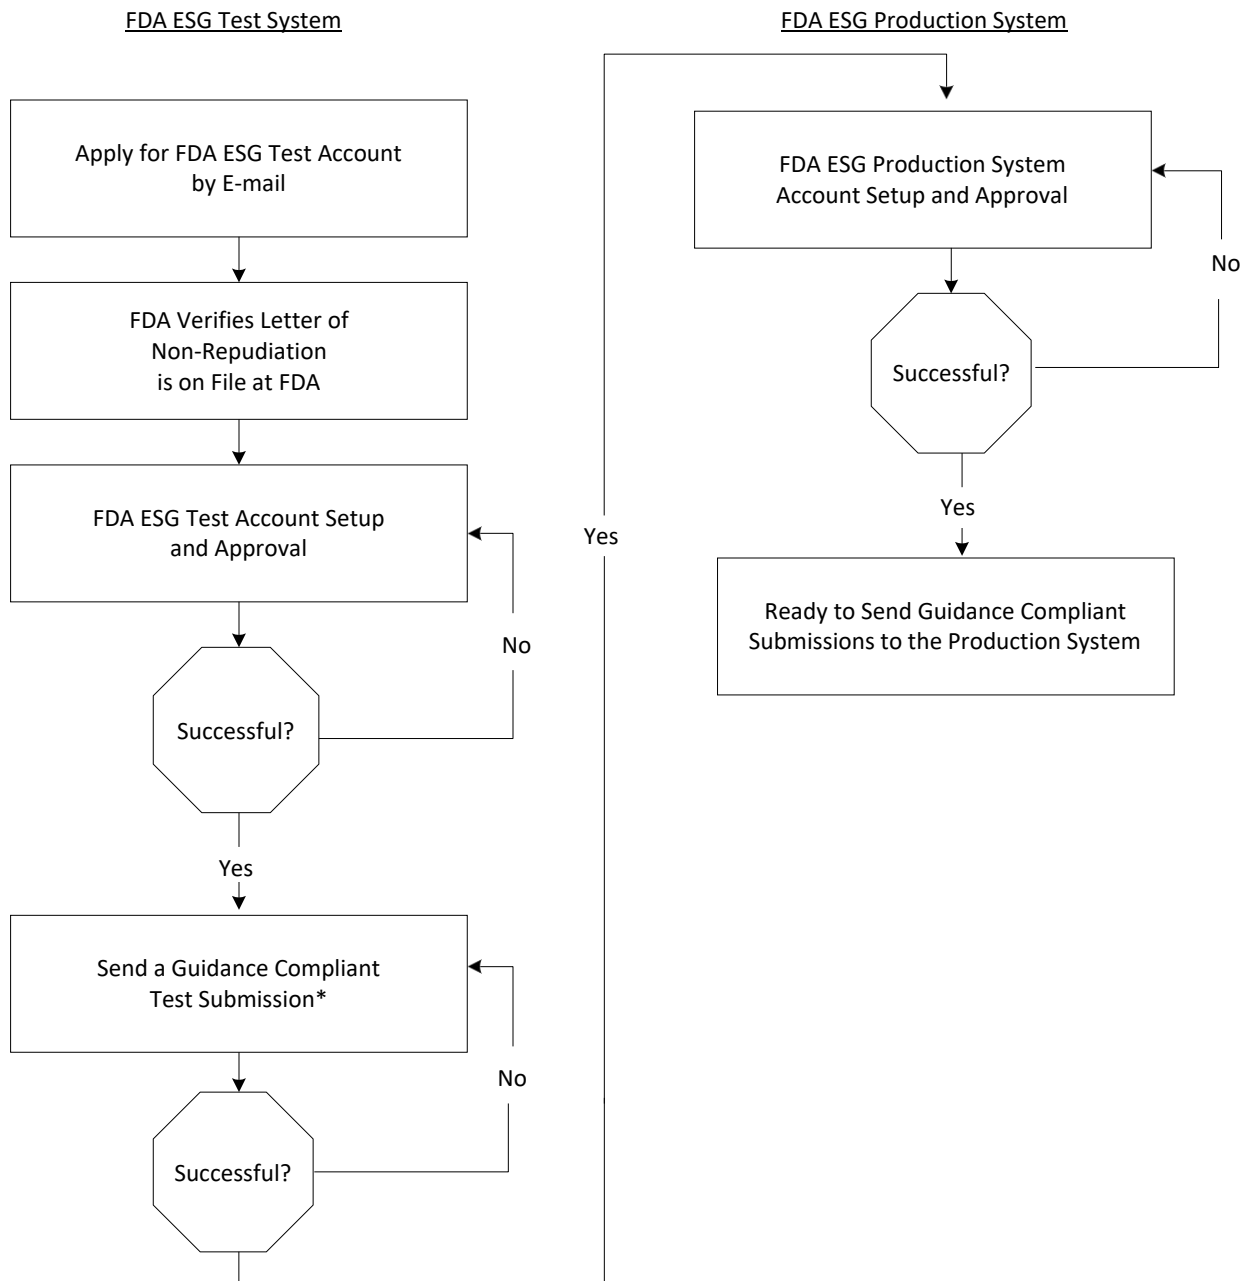 FDA ESG Test System
Apply for FDA ESG Test Account
by E-mail
FDA Verifies Letter of
Non-Repudiation
is on File at FDA
FDA ESG Test Account Setup
and Approval
No
Successful?
Yes
Send a Guidance Compliant
Test Submission*
No
Successful?
Yes
FDA ESG Production System
FDA ESG Production System
Account Setup and Approval
No
Successful?
Yes
Ready to Send Guidance Compliant
Submissions to the Production System